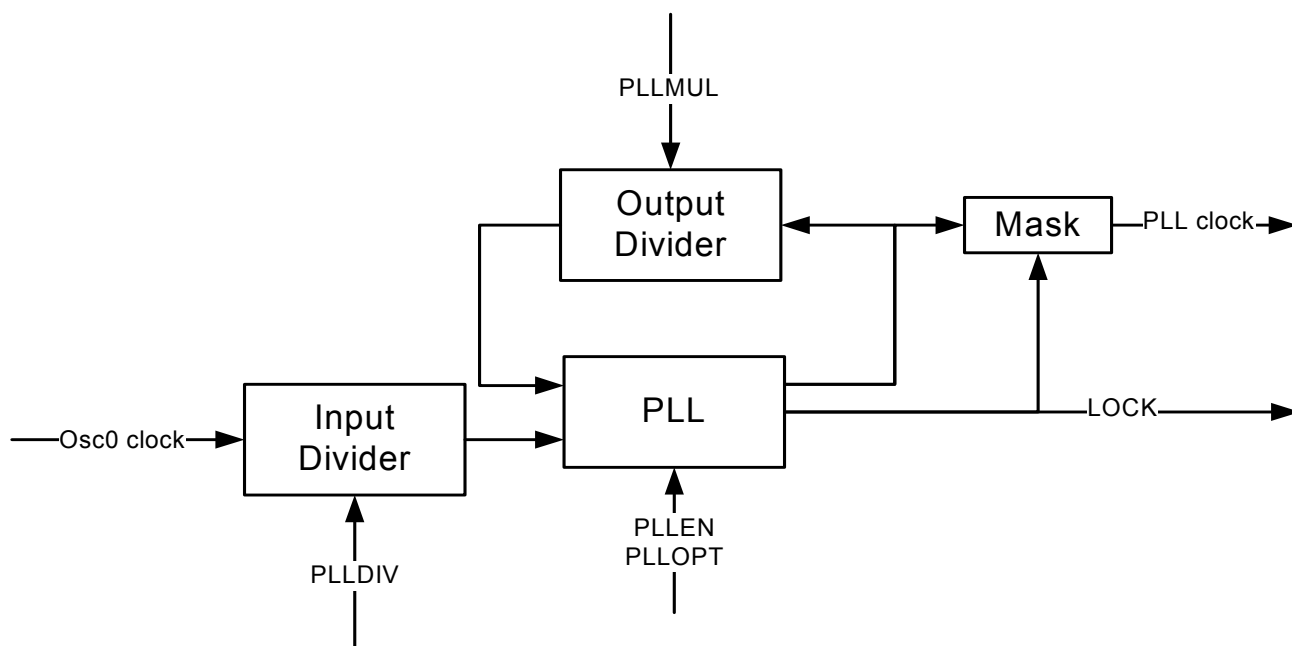 PLLMUL
Output
Divider
Mask
PLL clock
PLL
LOCK
Input
Divider
Osc0 clock
PLLEN
PLLOPT
PLLDIV